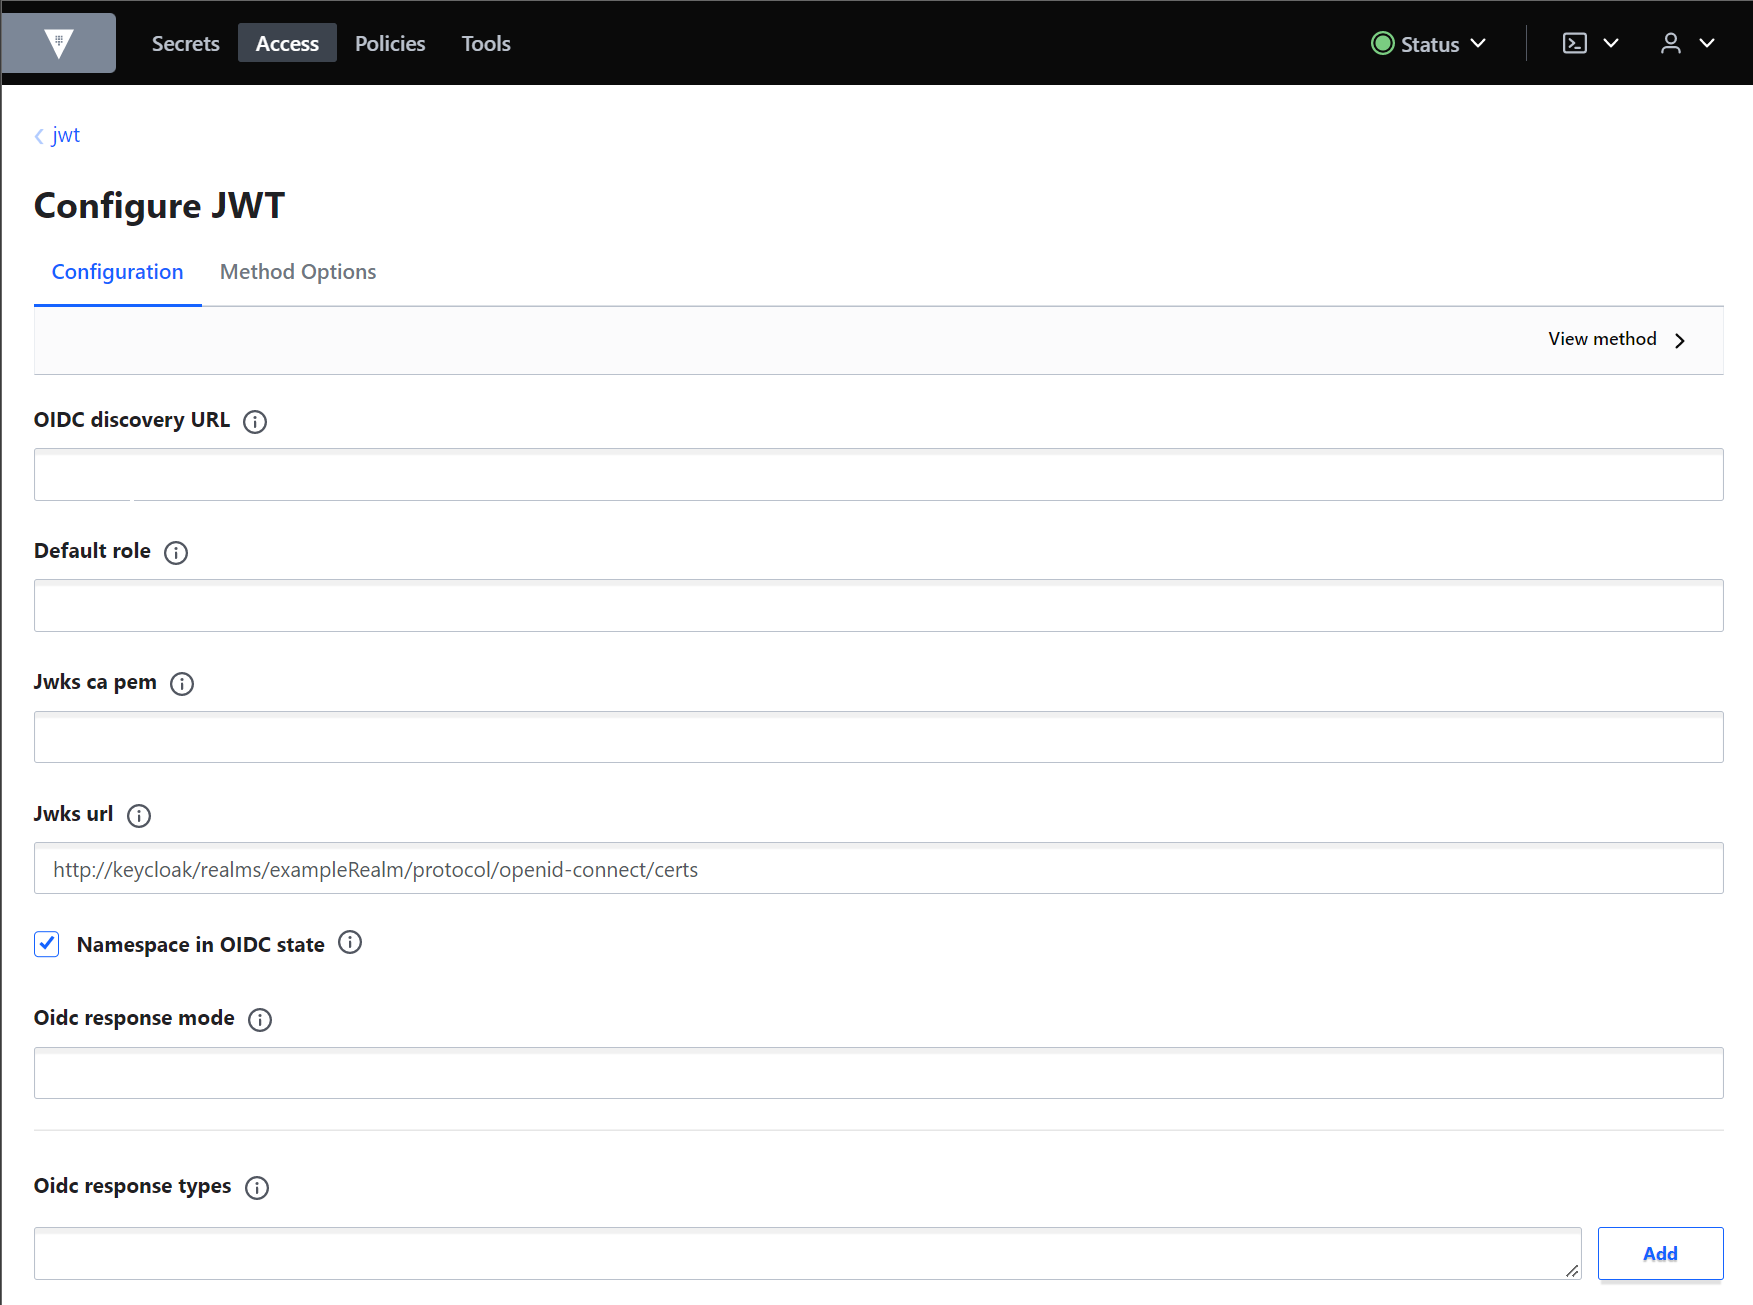 Secrets Access Policies Tools Status
jwt
Configure JWT
Configuration Method Options
View method
OIDC discovery URL
Default role
Jwks ca pem
Jwks url
http://keycloak/realms/exampleRealm/protocol/openid-connect/certs
Namespace in OIDC state
Oidc response mode
Oidc response types
Add